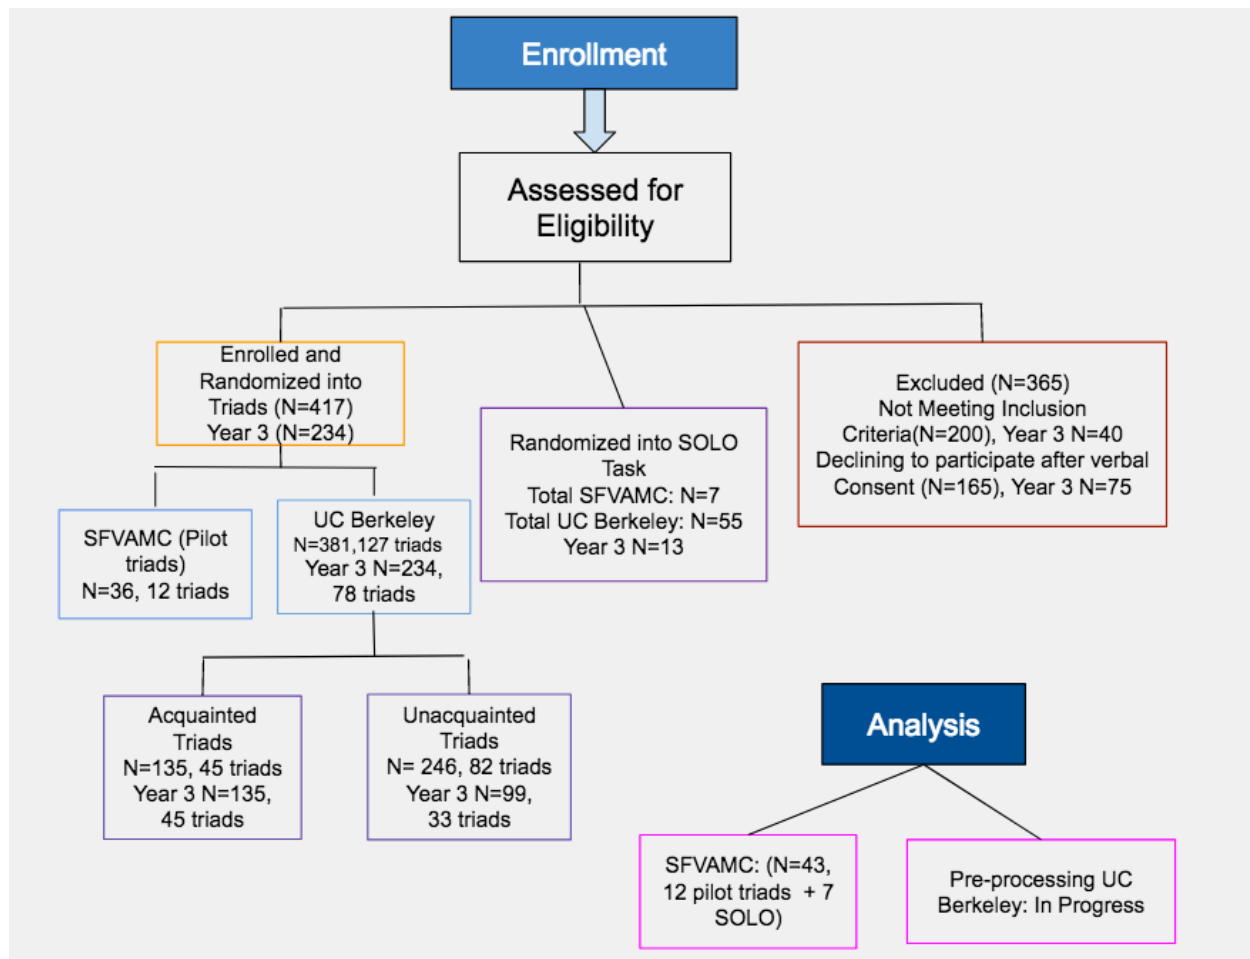 Enrollment
Assessed for
Eligibility
Enrolled and
Randomized into
Triads (N=417)
Year 3 (N=234)
Randomized into SOLO
Task
Total SFVAMC: N=7
Total UC Berkeley: N=55
Year 3 N=13
Excluded (N=365)
Not Meeting Inclusion
Criteria(N=200), Year 3 N=40
Declining to participate after verbal
Consent (N=165), Year 3 N=75
SFVAMC (Pilot
triads)
N=36, 12 triads
UC Berkeley
N=381,127 triads
Year 3 N=234,
78 triads
Acquainted
Triads
N=135, 45 triads
Year 3 N=135,
45 triads
Unacquainted
Triads
N= 246, 82 triads
Year 3 N=99,
33 triads
Analysis
SFVAMC: (N=43,
12 pilot triads + 7
SOLO)
Pre-processing UC
Berkeley: In Progress